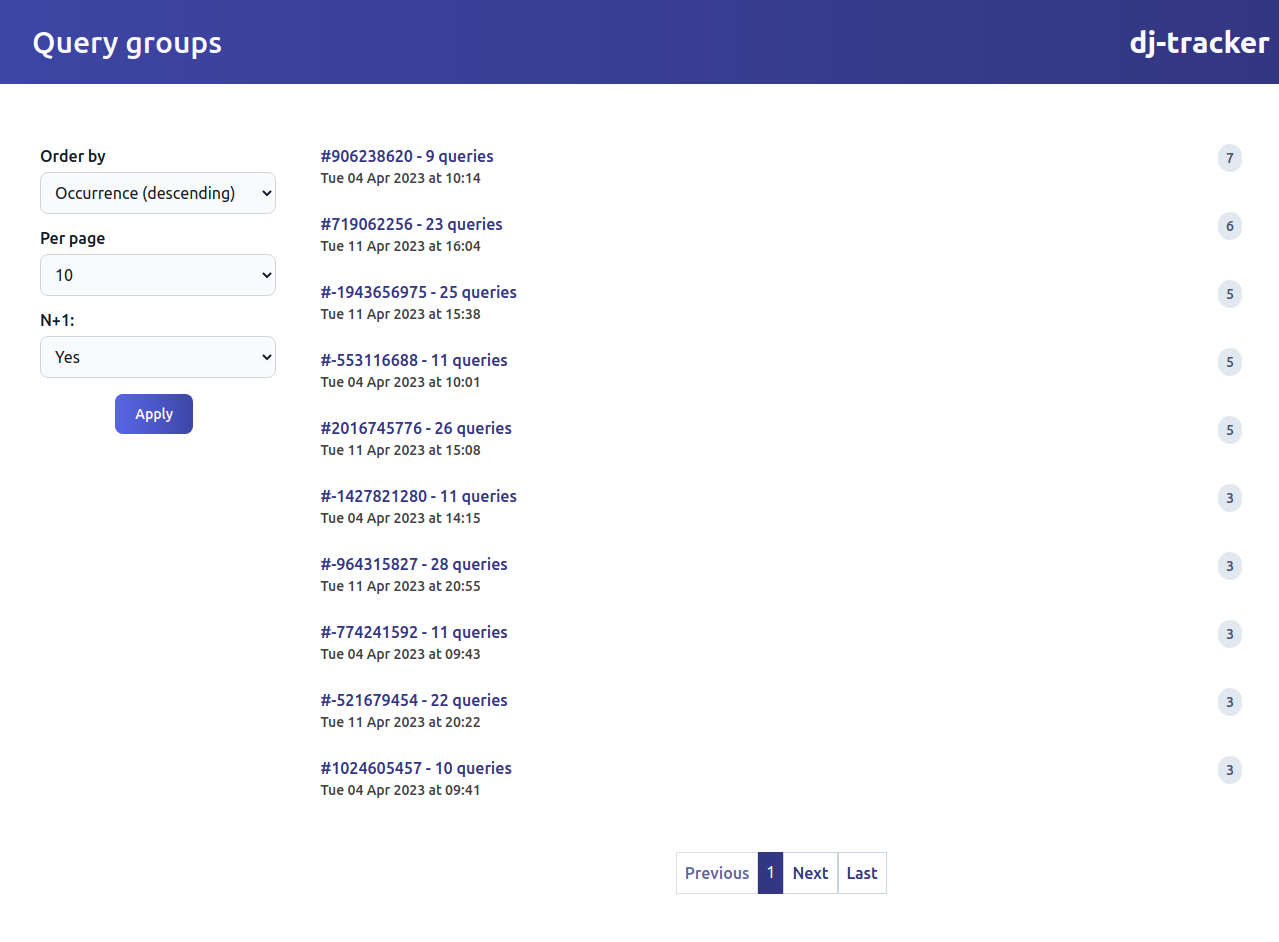 Query groups
dj-tracker
Order by
Occurrence (descending)
Per page
10
N+1:
Yes
Apply
#906238620 - 9 queries
7
Tue 04 Apr 2023 at 10:14
#719062256 - 23 queries
6
Tue 11 Apr 2023 at 16:04
#-1943656975 - 25 queries
5
Tue 11 Apr 2023 at 15:38
#-553116688 - 11 queries
5
Tue 04 Apr 2023 at 10:01
#2016745776 - 26 queries
5
Tue 11 Apr 2023 at 15:08
#-1427821280 - 11 queries
3
Tue 04 Apr 2023 at 14:15
#-964315827 - 28 queries
3
Tue 11 Apr 2023 at 20:55
#-774241592 - 11 queries
3
Tue 04 Apr 2023 at 09:43
#-521679454 - 22 queries
3
Tue 11 Apr 2023 at 20:22
#1024605457 - 10 queries
3
Tue 04 Apr 2023 at 09:41
Previous 1 Next Last